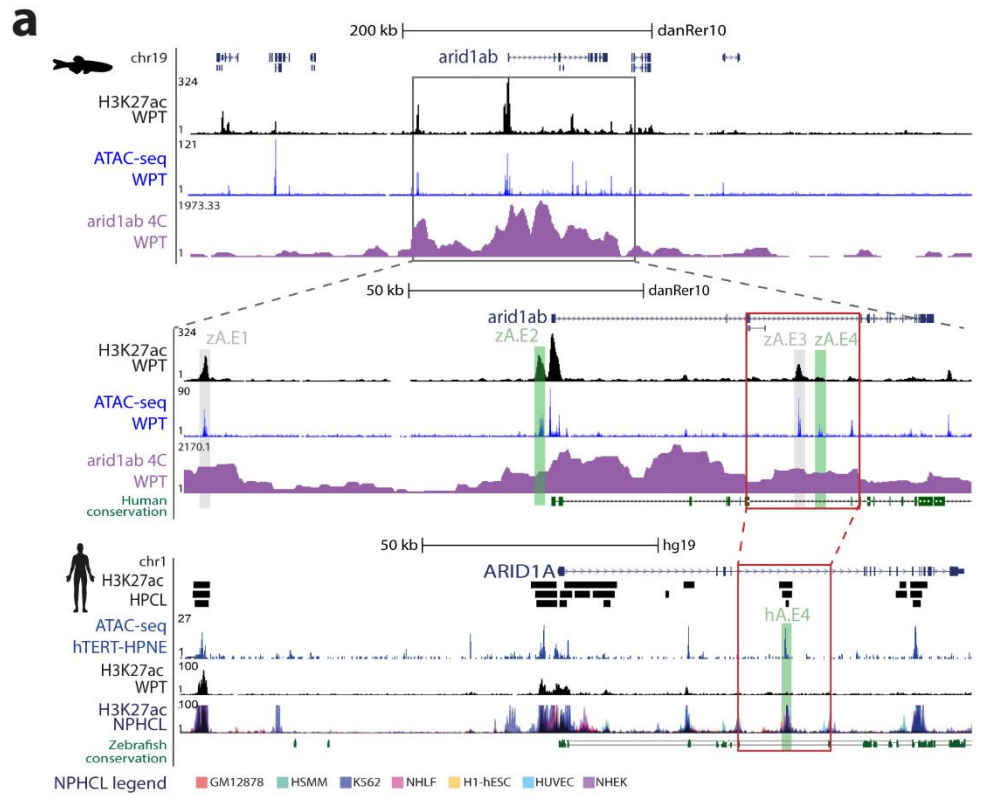 a
200 kb danRer10
chr19 arid1ab
324
H3K27ac
WPT
1
121
ATAC-seq
WPT
1
1973.33
arid1ab 4C
WPT
1
50 kb danRer10
arid1ab
324 zA.E1 zA.E2 zA.E3 zA.E4
H3K27ac
WPT
1
90
ATAC-seq
WPT
1
2170.1
arid1ab 4C
WPT
1
Human
conservation
50 kb hg19
chr1
ARID1A
H3K27ac
HPCL
hA.E4
27
ATAC-seq
hTERT-HPNE
1
100
H3K27ac
WPT
1
100
H3K27ac
NPHCL
1
Zebrafish
conservation
NPHCL legend GM12878 HSMM K562 NHLF H1-hESC HUVEC NHEK